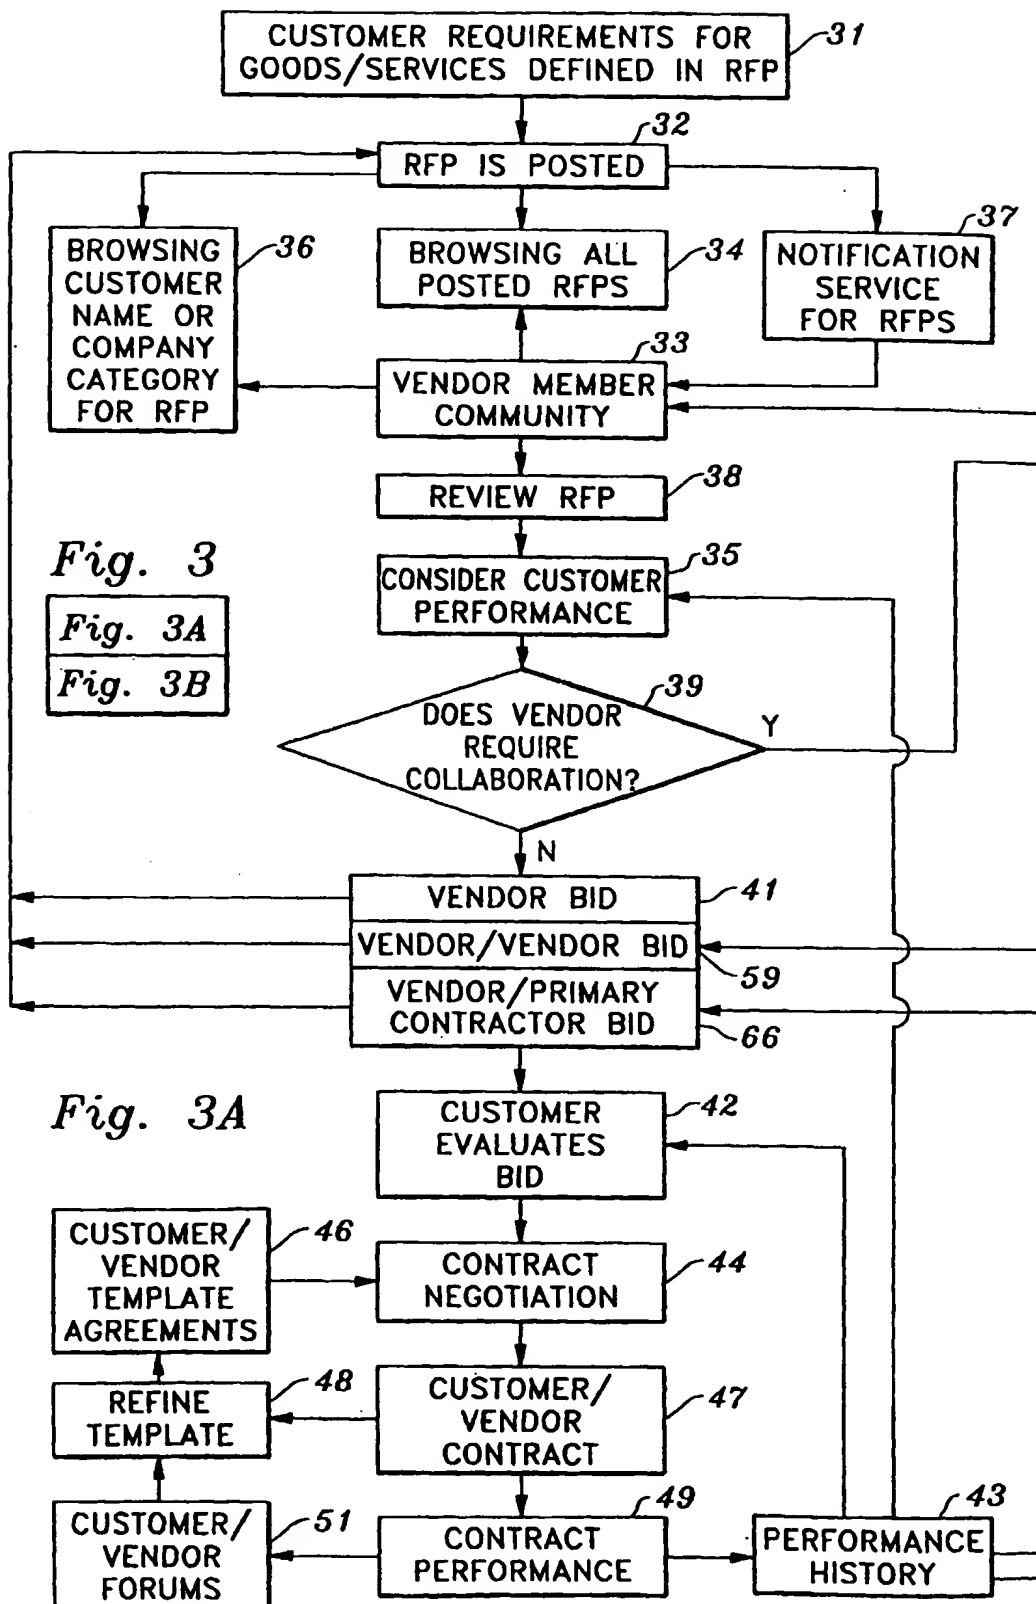 CUSTOMER REQUIREMENTS FOR
GOODS/SERVICES DEFINED IN RFP
31
32
RFP IS POSTED
BROWSING
CUSTOMER
NAME OR
COMPANY
CATEGORY
FOR RFP
36
BROWSING ALL
POSTED RFPS
34
37
NOTIFICATION
SERVICE
FOR RFPS
33
VENDOR MEMBER
COMMUNITY
REVIEW RFP
38
Fig. 3
Fig. 3A
Fig. 3B
35
CONSIDER CUSTOMER
PERFORMANCE
39
DOES VENDOR
REQUIRE
COLLABORATION?
Y
N
VENDOR BID
41
VENDOR/VENDOR BID
59
VENDOR/PRIMARY
CONTRACTOR BID
66
Fig. 3A
CUSTOMER
EVALUATES
BID
42
CUSTOMER/
VENDOR
TEMPLATE
AGREEMENTS
46
CONTRACT
NEGOTIATION
44
REFINE
TEMPLATE
48
CUSTOMER/
VENDOR
CONTRACT
47
CUSTOMER/
VENDOR
FORUMS
51
CONTRACT
PERFORMANCE
49
PERFORMANCE
HISTORY
43